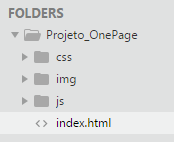 FOLDERS
Projeto_OnePage
css
img
js
index.html